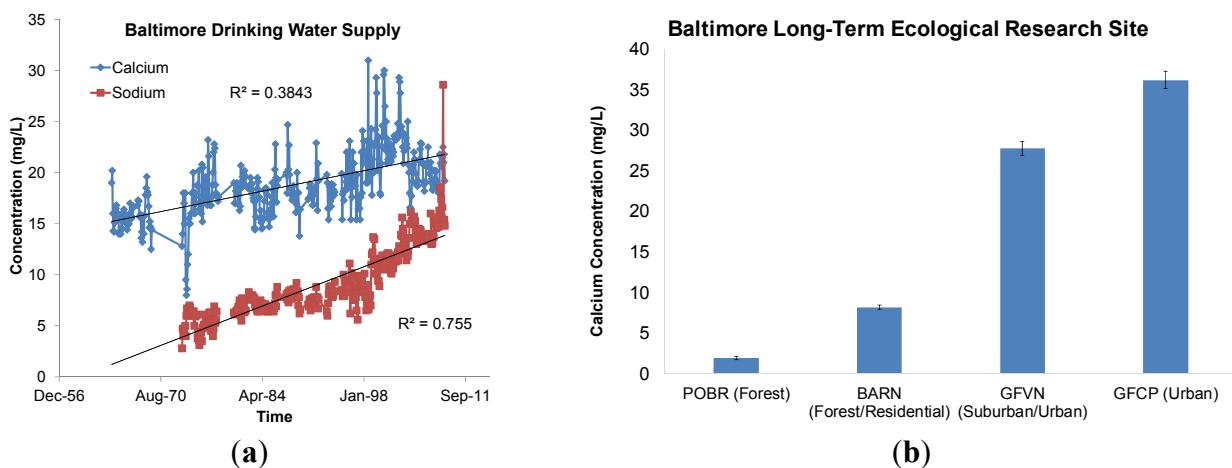 Baltimore Drinking Water Supply
Calcium
Sodium
R² = 0.3843
R² = 0.755
Concentration (mg/L)
35
30
25
20
15
10
5
0
Dec-56
Aug-70
Apr-84
Jan-98
Sep-11
Time
(a)
Baltimore Long-Term Ecological Research Site
Calcium Concentration (mg/L)
40
35
30
25
20
15
10
5
0
POBR (Forest)
BARN
(Forest/Residential)
GFVN
(Suburban/Urban)
GFCP (Urban)
(b)